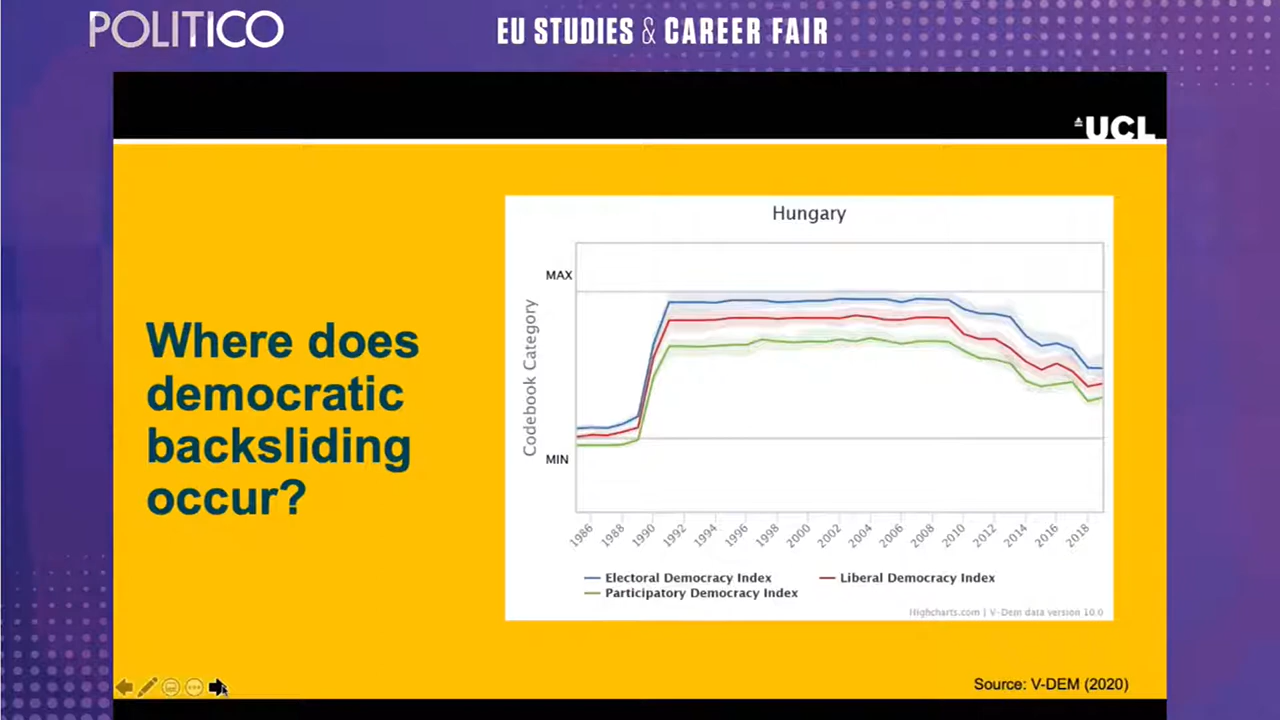 POLITICO
EU STUDIES & CAREER FAIR
UCL
Where does
democratic
backsliding
occur?
Hungary
Codebook Category
MAX
MIN
1986 1988 1990 1992 1994 1996 1998 2000 2002 2004 2006 2008 2010 2012 2014 2016 2018
Electoral Democracy Index
Liberal Democracy Index
Participatory Democracy Index
Highcharts.com | V-Dem data version 10.0
Source: V-DEM (2020)